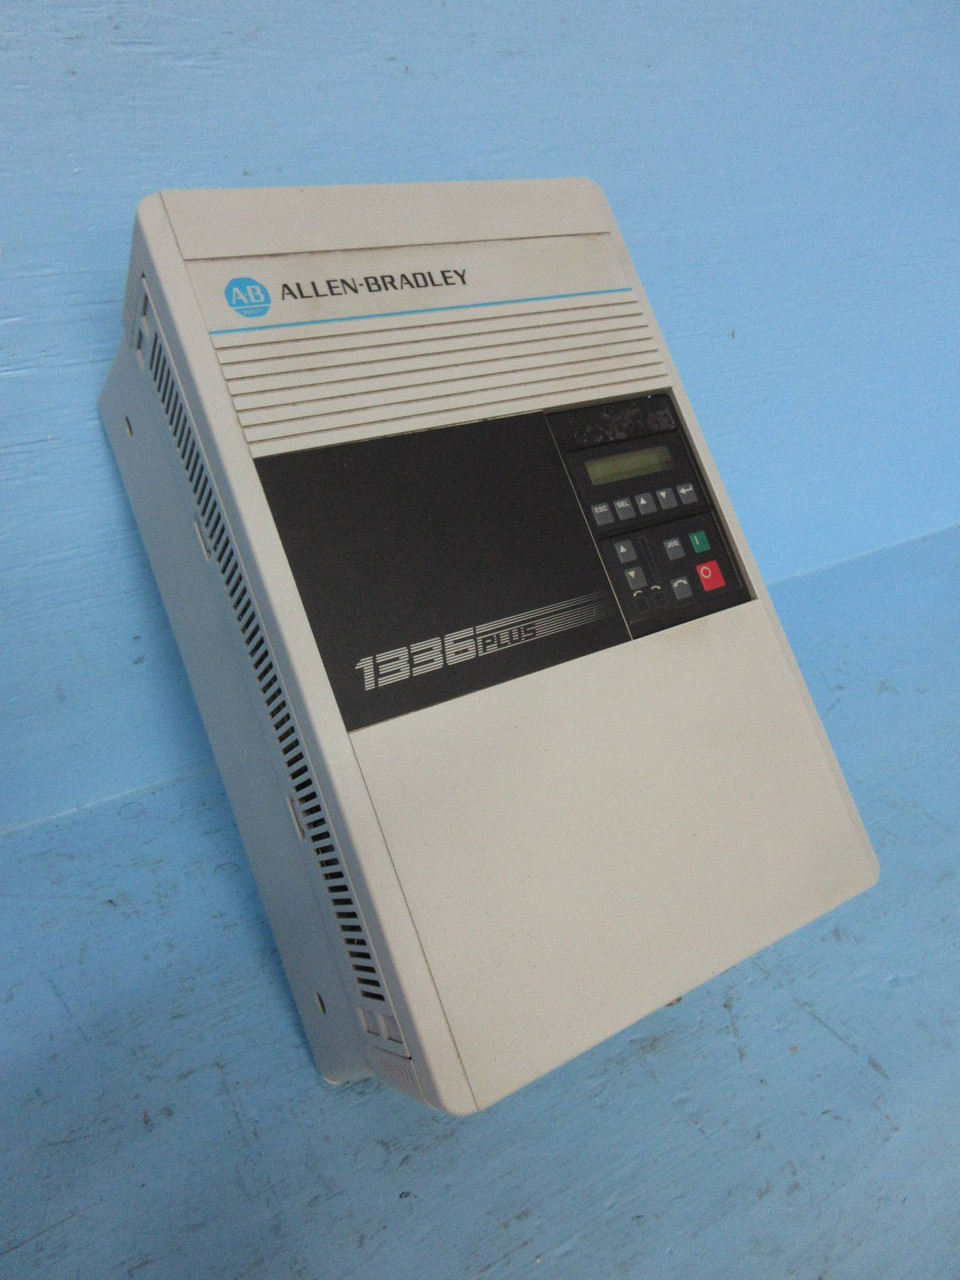 AB
ALLEN-BRADLEY
ESC SEL
JOG
1336 PLUS